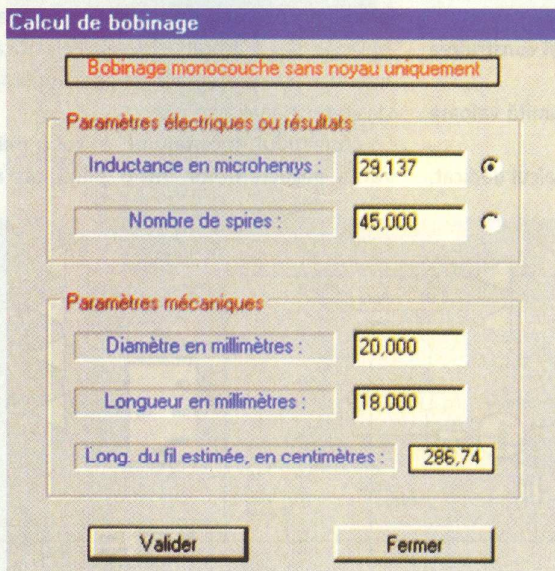 Calcul de bobinage
Bobinage monocouche sans noyau uniquement
Paramètres électriques ou résultats
Inductance en microhenrys : 29,137
Nombre de spires : 45,000
Paramètres mécaniques
Diamètre en millimètres : 20,000
Longueur en millimètres : 18,000
Long. du fil estimée, en centimètres : 286,74
Valider Fermer